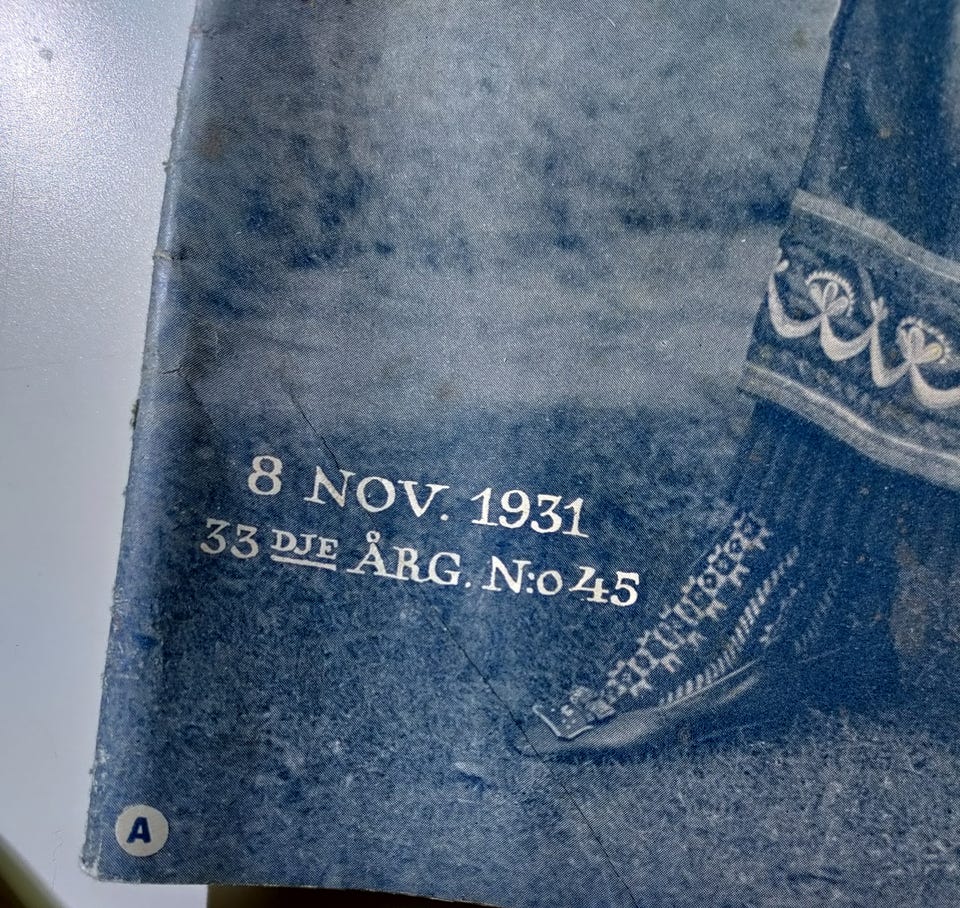 8 NOV. 1931
33 DJE ÅRG. N:o 45
A